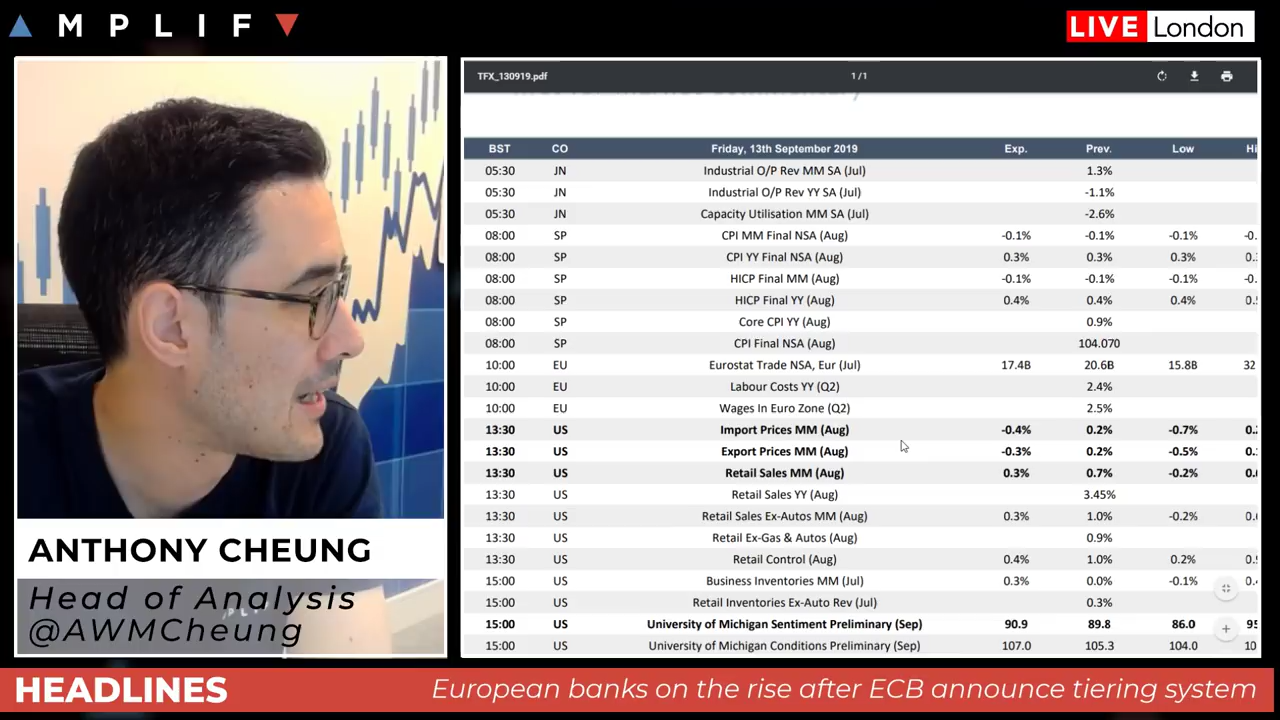 AMPLIFY
LIVE London
TFX_130919.pdf 1 / 1
BST CO Friday, 13th September 2019 Exp. Prev. Low Hi
05:30 JN Industrial O/P Rev MM SA (Jul) 1.3%
05:30 JN Industrial O/P Rev YY SA (Jul) -1.1%
05:30 JN Capacity Utilisation MM SA (Jul) -2.6%
08:00 SP CPI MM Final NSA (Aug) -0.1% -0.1% -0.1% -0.
08:00 SP CPI YY Final NSA (Aug) 0.3% 0.3% 0.3% 0.
08:00 SP HICP Final MM (Aug) -0.1% -0.1% -0.1% -0.
08:00 SP HICP Final YY (Aug) 0.4% 0.4% 0.4% 0.
08:00 SP Core CPI YY (Aug) 0.9%
08:00 SP CPI Final NSA (Aug) 104.070
10:00 EU Eurostat Trade NSA, Eur (Jul) 17.4B 20.6B 15.8B 32
10:00 EU Labour Costs YY (Q2) 2.4%
10:00 EU Wages In Euro Zone (Q2) 2.5%
13:30 US Import Prices MM (Aug) -0.4% 0.2% -0.7% 0.
13:30 US Export Prices MM (Aug) -0.3% 0.2% -0.5% 0.
13:30 US Retail Sales MM (Aug) 0.3% 0.7% -0.2% 0.
13:30 US Retail Sales YY (Aug) 3.45%
13:30 US Retail Sales Ex-Autos MM (Aug) 0.3% 1.0% -0.2% 0.
13:30 US Retail Ex-Gas & Autos (Aug) 0.9%
13:30 US Retail Control (Aug) 0.4% 1.0% 0.2% 0.
15:00 US Business Inventories MM (Jul) 0.3% 0.0% -0.1% 0.
15:00 US Retail Inventories Ex-Auto Rev (Jul) 0.3%
15:00 US University of Michigan Sentiment Preliminary (Sep) 90.9 89.8 86.0 95
15:00 US University of Michigan Conditions Preliminary (Sep) 107.0 105.3 104.0 10
ANTHONY CHEUNG
Head of Analysis
@AWMCheung
HEADLINES European banks on the rise after ECB announce tiering system